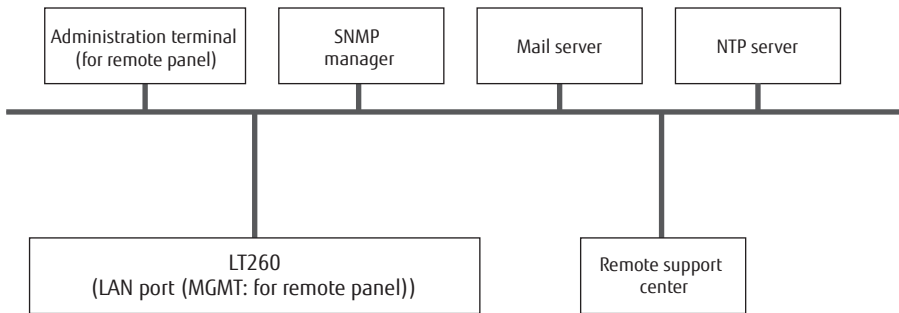 Administration terminal
(for remote panel)
SNMP
manager
Mail server
NTP server
LT260
(LAN port (MGMT: for remote panel))
Remote support
center